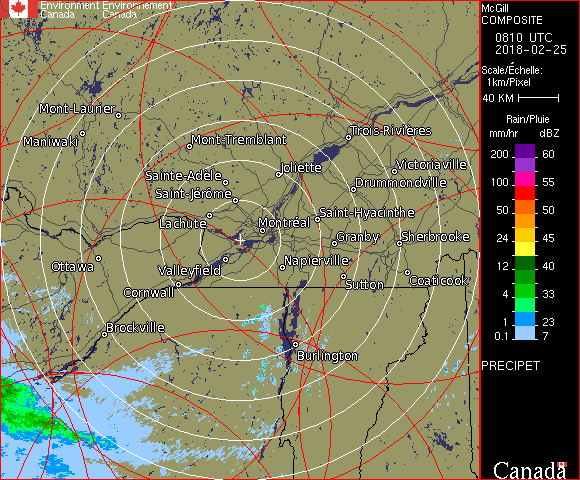 Environment Environnement
Canada Canada
McGill
COMPOSITE
0810 UTC
2018-02-25
Scale/Échelle:
1km/Pixel
40 KM
Rain/Pluie
mm/hr dBZ
200 60
150 57
100 55
50 50
24 45
12 40
4 33
1 23
0.1 7
PRECIPET
Mont-Laurier
Maniwaki
Mont-Tremblant
Trois-Rivières
Joliette
Victoriaville
Sainte-Adèle
Drummondville
Saint-Jérôme
Saint-Hyacinthe
Lachute
Montréal
Granby
Sherbrooke
Ottawa
Valleyfield
Napierville
Cornwall
Sutton
Coaticook
Brockville
Burlington
Canada